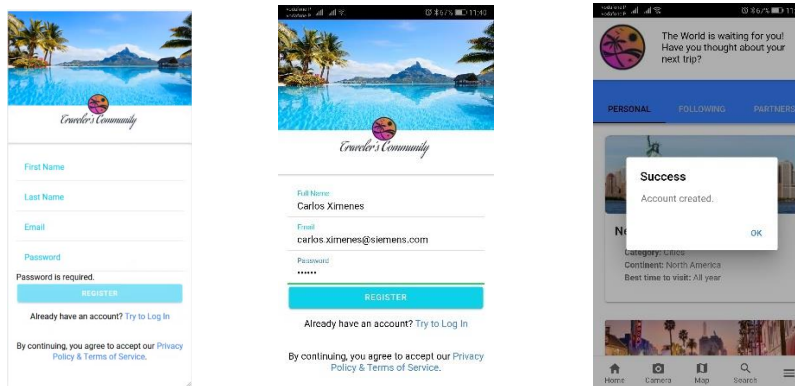 Traveler's Community
First Name
Last Name
Email
Password
Password is required.
REGISTER
Already have an account? Try to Log In
By continuing, you agree to accept our Privacy
Policy & Terms of Service.
11:40
Traveler's Community
Full Name
Carlos Ximenes
Email
carlos.ximenes@siemens.com
Password
••••••
REGISTER
Already have an account? Try to Log In
By continuing, you agree to accept our Privacy
Policy & Terms of Service.
The World is waiting for you!
Have you thought about your
next trip?
PERSONAL FOLLOWING PARTNERS
Success
Account created.
OK
Ne
Category: Cities
Continent: North America
Best time to visit: All year
Home Camera Map Search